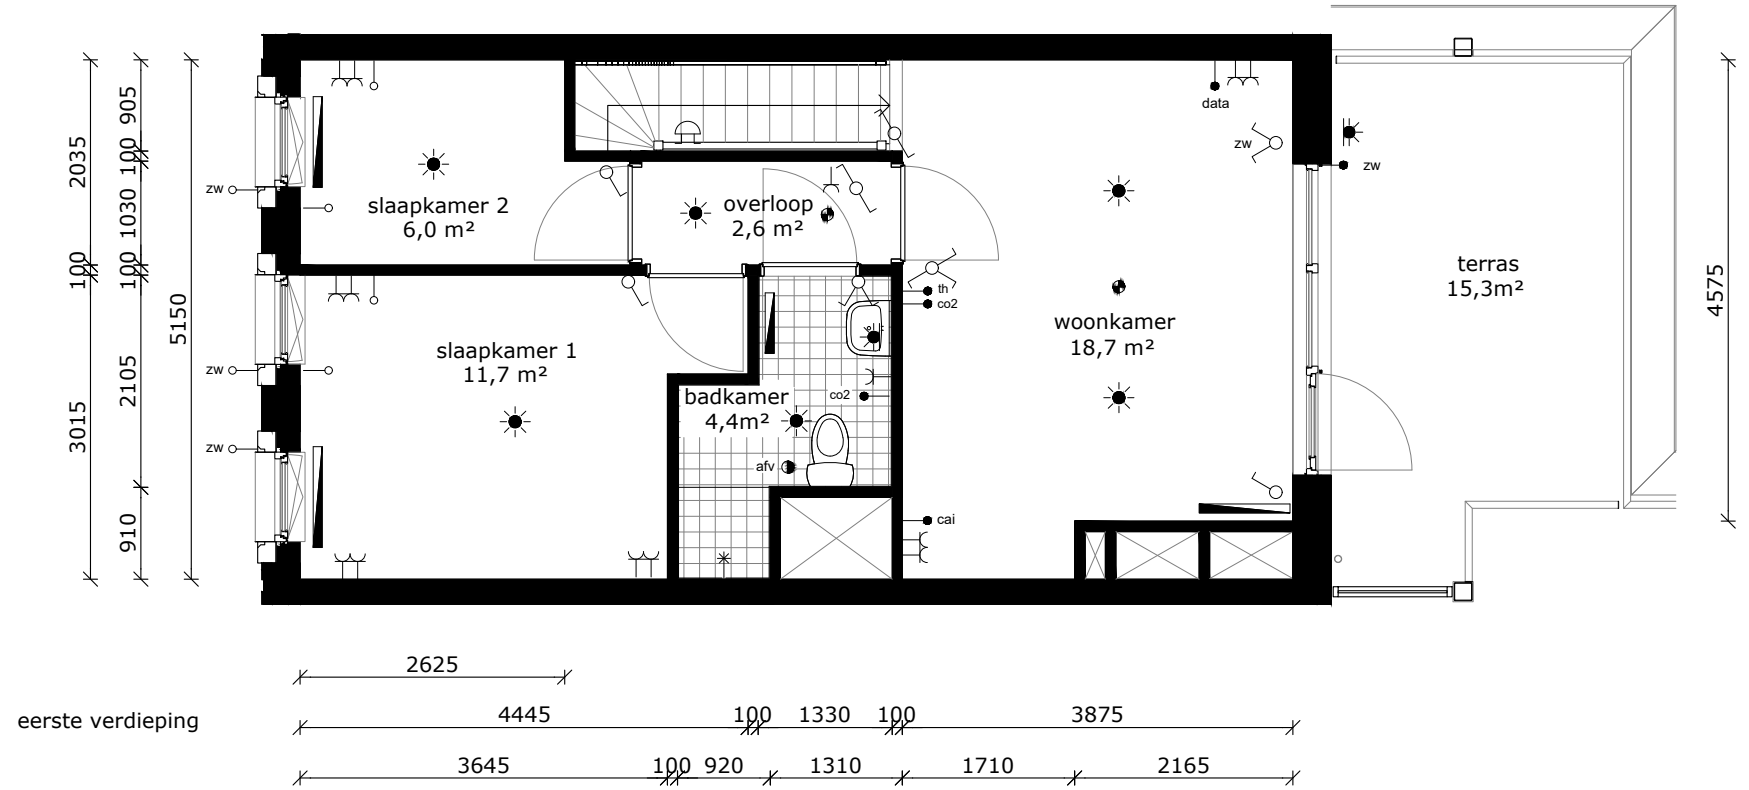 data
zw
zw
zw
slaapkamer 2
6,0 m²
overloop
2,6 m²
terras
15,3m²
th
co2
woonkamer
18,7 m²
slaapkamer 1
11,7 m²
zw
badkamer
4,4m²
co2
zw
afv
cai
905
100
1030
100
2105
910
2035
100
3015
5150
4575
2625
eerste verdieping
4445
100
1330
100
3875
3645
100
920
1310
1710
2165